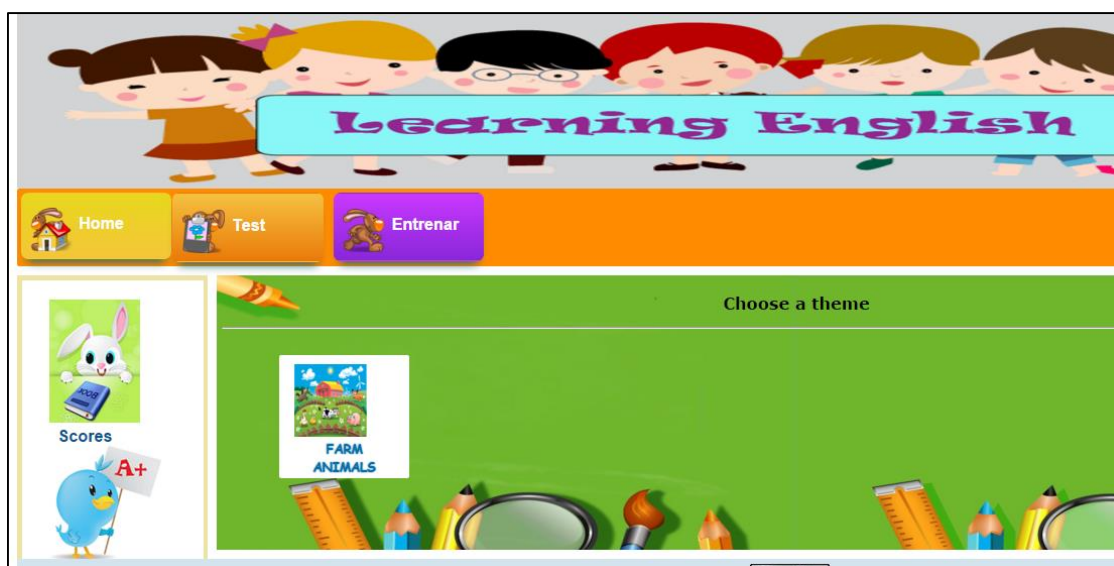 Learning English
Home
Test
Entrenar
Choose a theme
Scores
A+
FARM
ANIMALS